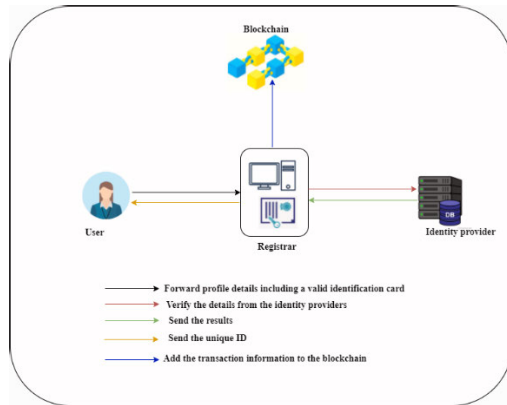 Blockchain
DB
User
Registrar
Identity provider
Forward profile details including a valid identification card
Verify the details from the identity providers
Send the results
Send the unique ID
Add the transaction information to the blockchain